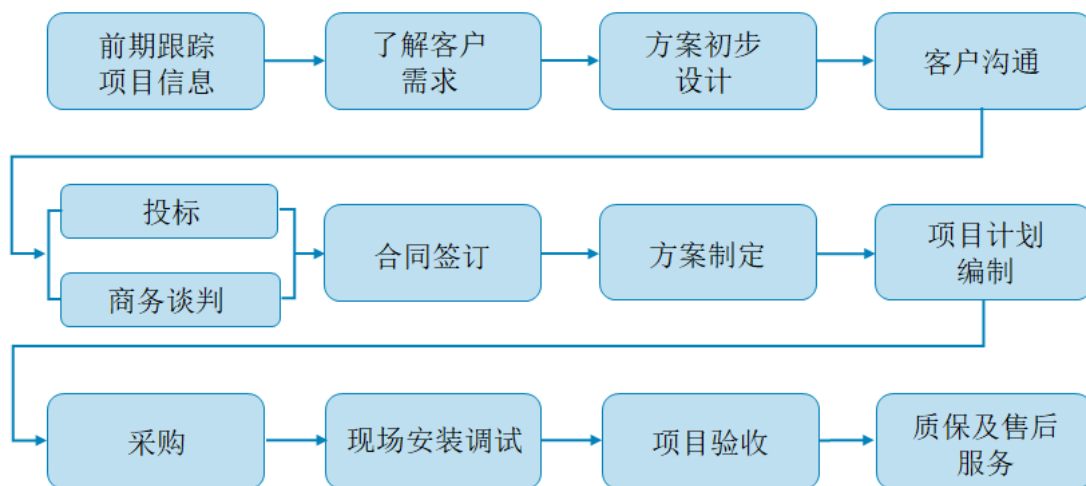 前期跟踪
项目信息
了解客户
需求
方案初步
设计
客户沟通
投标
商务谈判
合同签订
方案制定
项目计划
编制
采购
现场安装调试
项目验收
质保及售后
服务